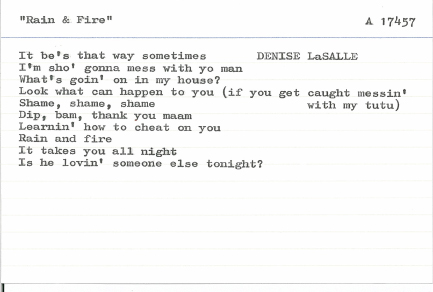 "Rain & Fire" A 17457
It be's that way sometimes DENISE LaSALLE
I'm sho' gonna mess with yo man
What's goin' on in my house?
Look what can happen to you (if you get caught messin'
Shame, shame, shame with my tutu)
Dip, bam, thank you maam
Learnin' how to cheat on you
Rain and fire
It takes you all night
Is he lovin' someone else tonight?